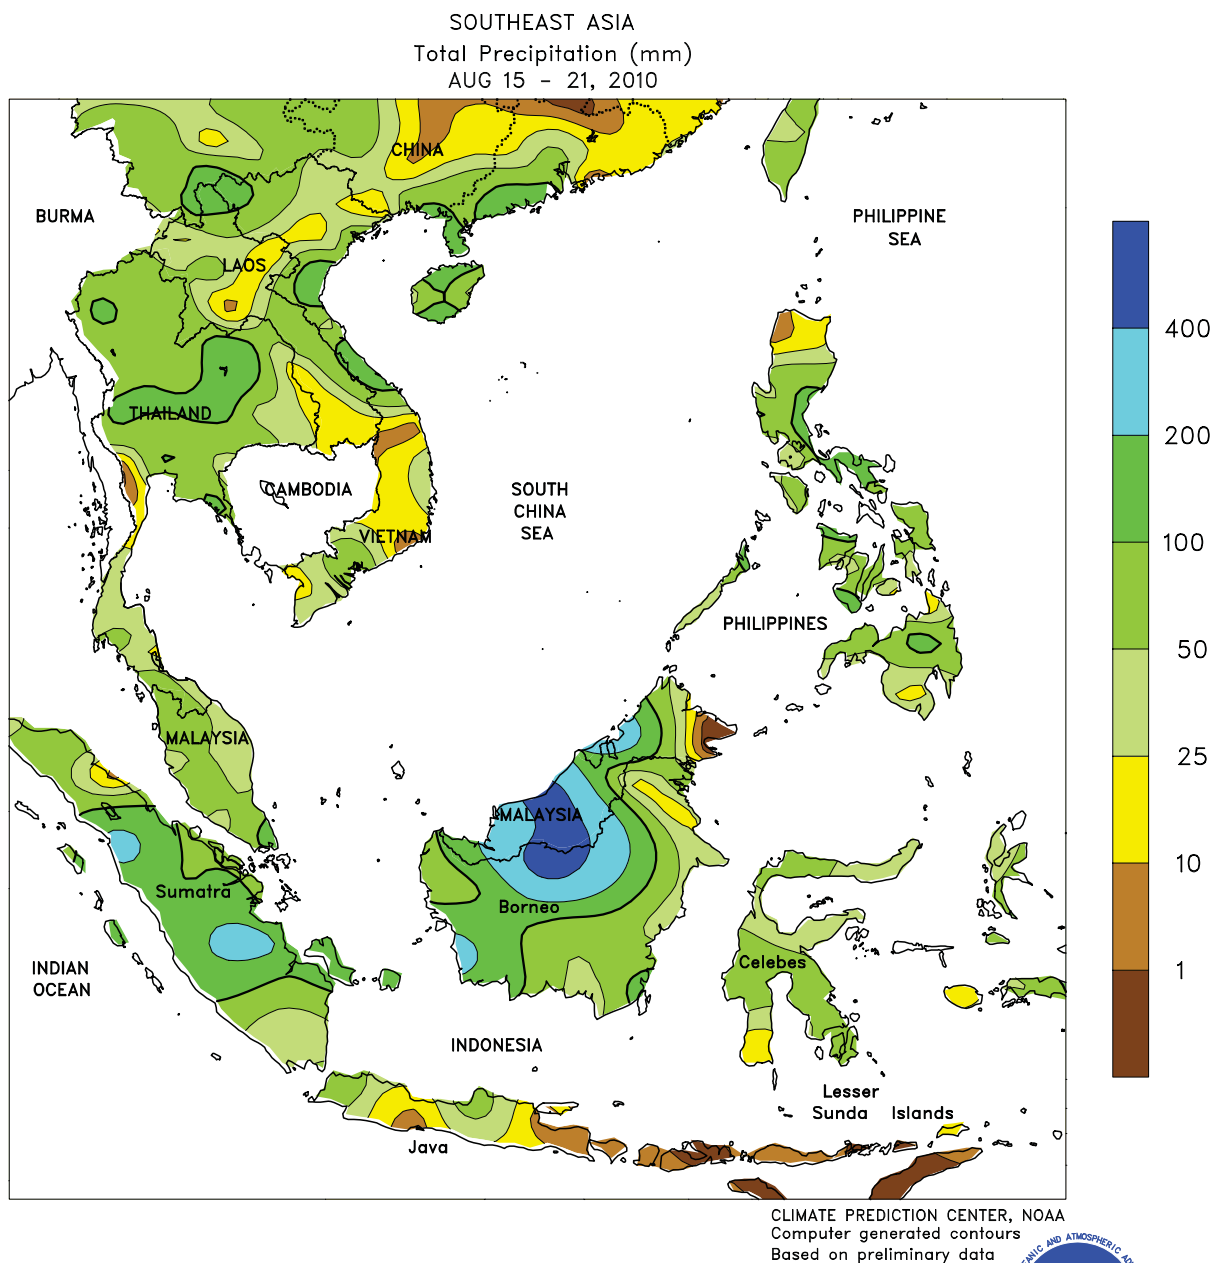 SOUTHEAST ASIA
Total Precipitation (mm)
AUG 15 - 21, 2010
CHINA
BURMA
PHILIPPINE
SEA
LAOS
400
THAILAND
200
CAMBODIA
SOUTH
CHINA
SEA
VIETNAM
100
PHILIPPINES
50
MALAYSIA
25
MALAYSIA
10
Sumatra
Borneo
Celebes
INDIAN
OCEAN
1
INDONESIA
Lesser
Sunda Islands
Java
CLIMATE PREDICTION CENTER, NOAA
Computer generated contours
Based on preliminary data
AND ATMOSPHERIC